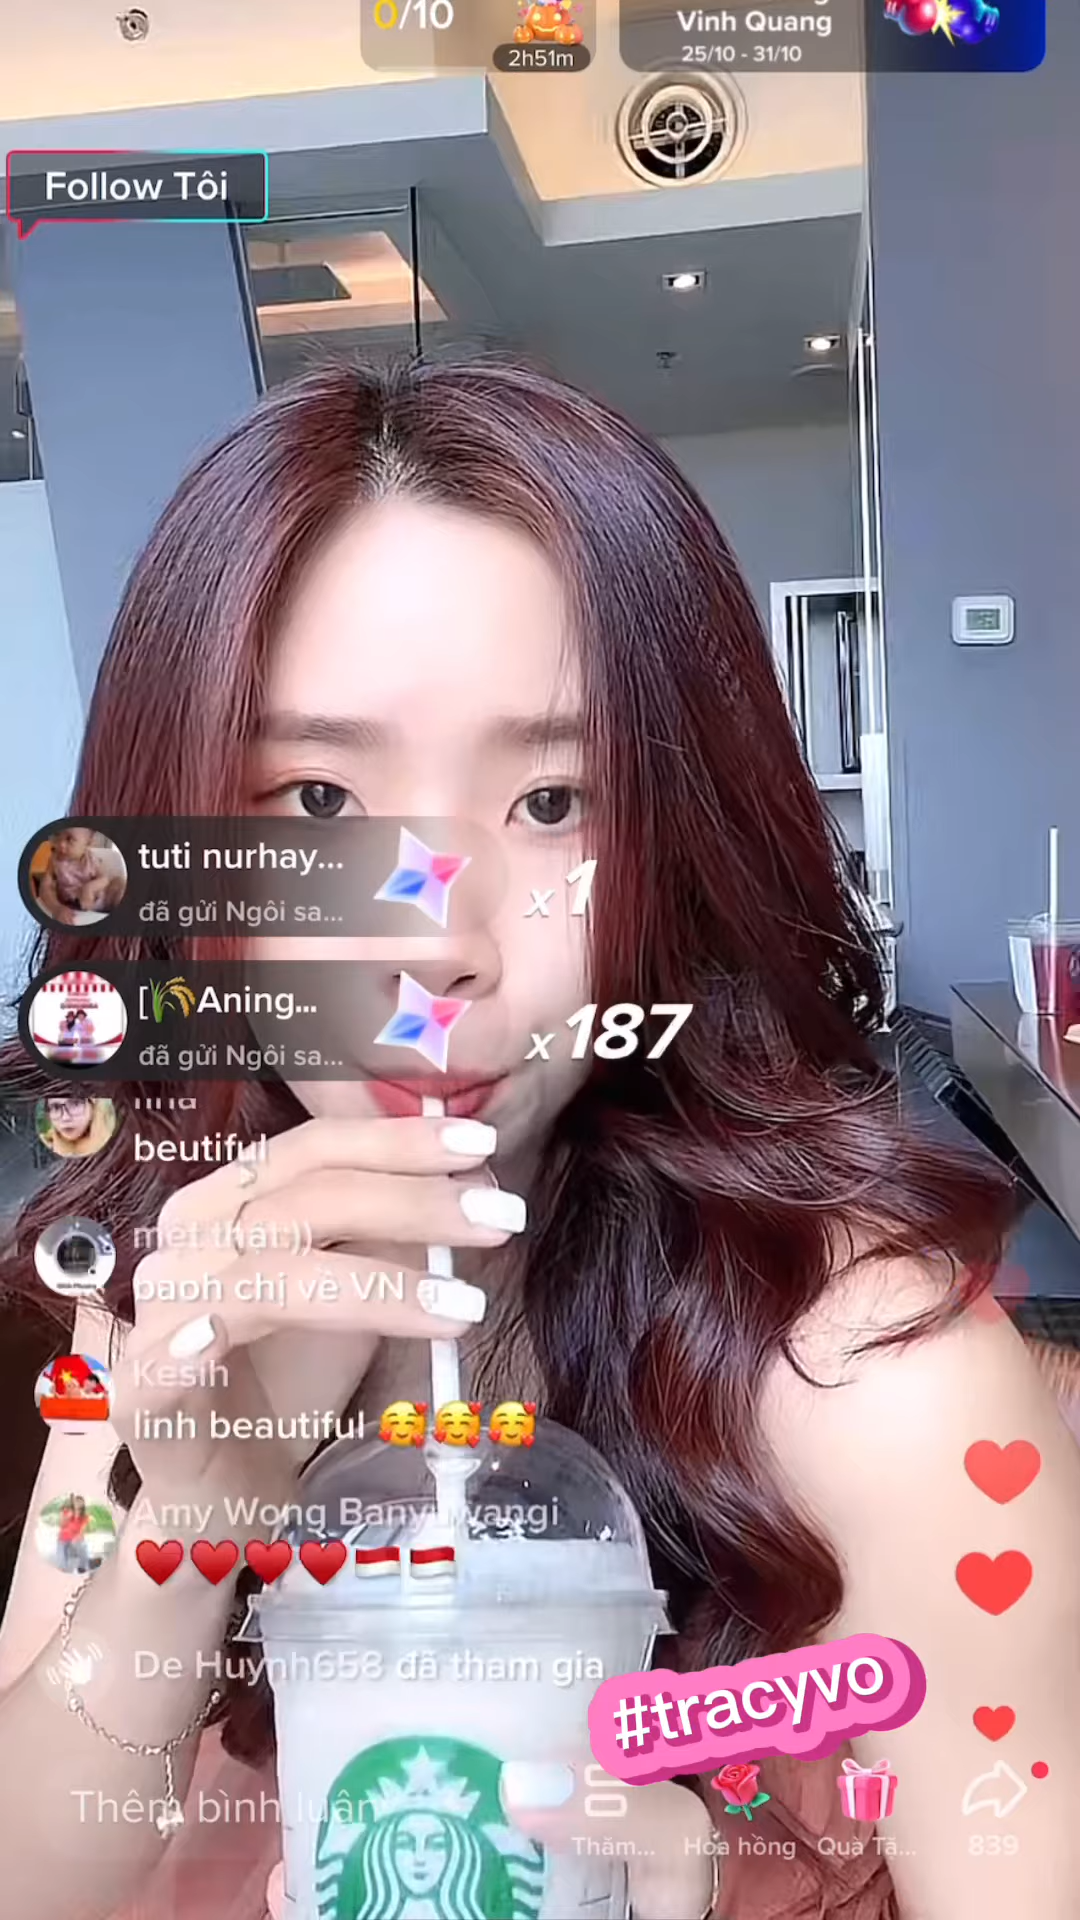 0/10
2h51m
Vinh Quang
25/10 - 31/10
Follow Tôi
tuti nurhay...
đã gửi Ngôi sa...
x1
[🌾Aning...
đã gửi Ngôi sa...
x187
beutiful
mệt thật:))
baoh chị về VN ạ
Kesih
linh beautiful 🥰🥰🥰
Amy Wong Banyuwangi
♥️♥️♥️♥️🇮🇩🇮🇩
De Huynh658 đã tham gia
#tracyvo
Thêm bình luận
Thăm...
Hoa hồng
Quà Tặ...
839